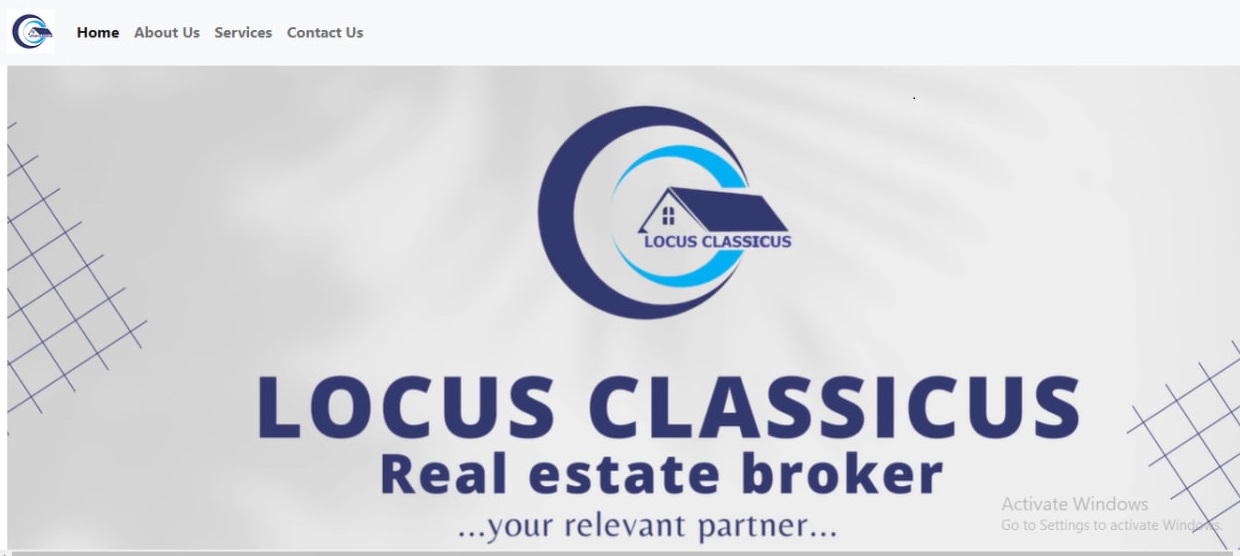 Home About Us Services Contact Us
LOCUS CLASSICUS
LOCUS CLASSICUS
Real estate broker
...your relevant partner...
Activate Windows
Go to Settings to activate Windows.